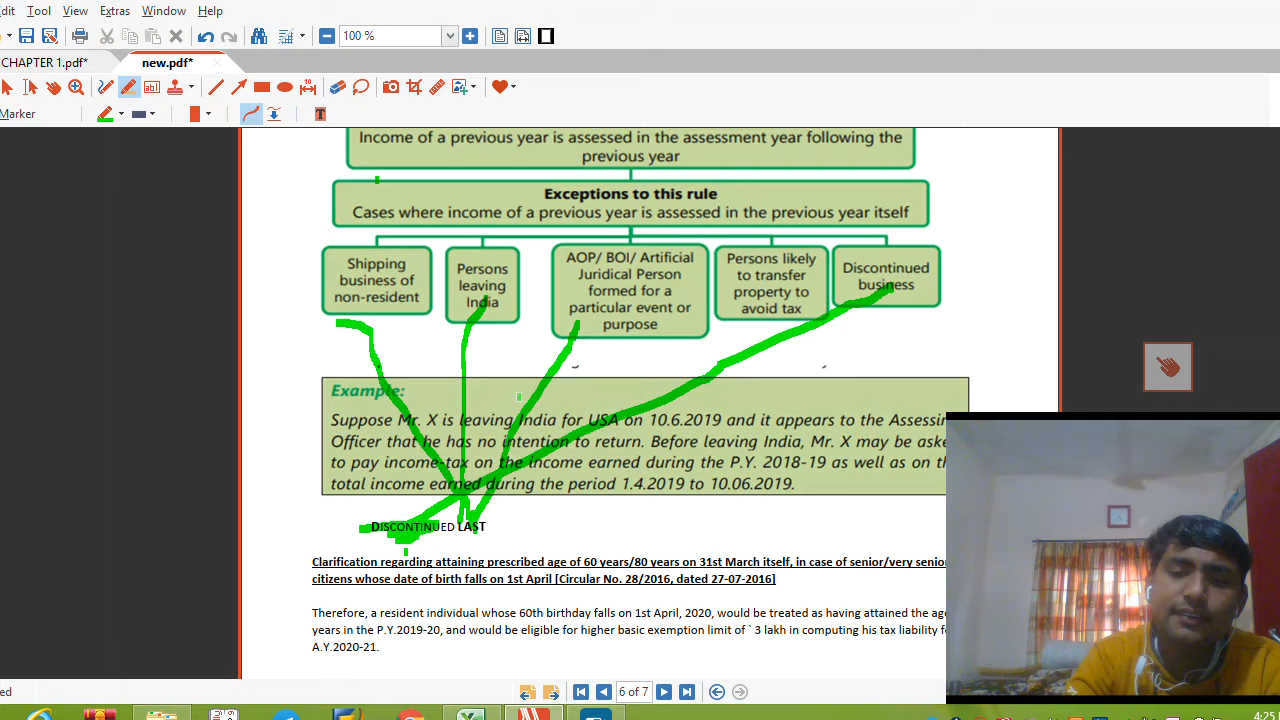 dit Tool View Share Extras Window Help
100 %
CHAPTER 1.pdf* new.pdf*
10
Marker
T
Income of a previous year is assessed in the assessment year following the
previous year
Exceptions to this rule
Cases where income of a previous year is assessed in the previous year itself
Shipping
business of
non-resident
Persons
leaving
India
AOP/ BOI/ Artificial
Juridical Person
formed for a
particular event or
purpose
Persons likely
to transfer
property to
avoid tax
Discontinued
business
Example:
Suppose Mr. X is leaving India for USA on 10.6.2019 and it appears to the Assessin
Officer that he has no intention to return. Before leaving India, Mr. X may be aske
to pay income-tax on the income earned during the P.Y. 2018-19 as well as on th
total income earned during the period 1.4.2019 to 10.06.2019.
DISCONTINUED LAST
Clarification regarding attaining prescribed age of 60 years/80 years on 31st March itself, in case of senior/very senior
citizens whose date of birth falls on 1st April [Circular No. 28/2016, dated 27-07-2016]
Therefore, a resident individual whose 60th birthday falls on 1st April, 2020, would be treated as having attained the age
years in the P.Y.2019-20, and would be eligible for higher basic exemption limit of ` 3 lakh in computing his tax liability f
A.Y.2020-21.
ed
6 of 7
4:25